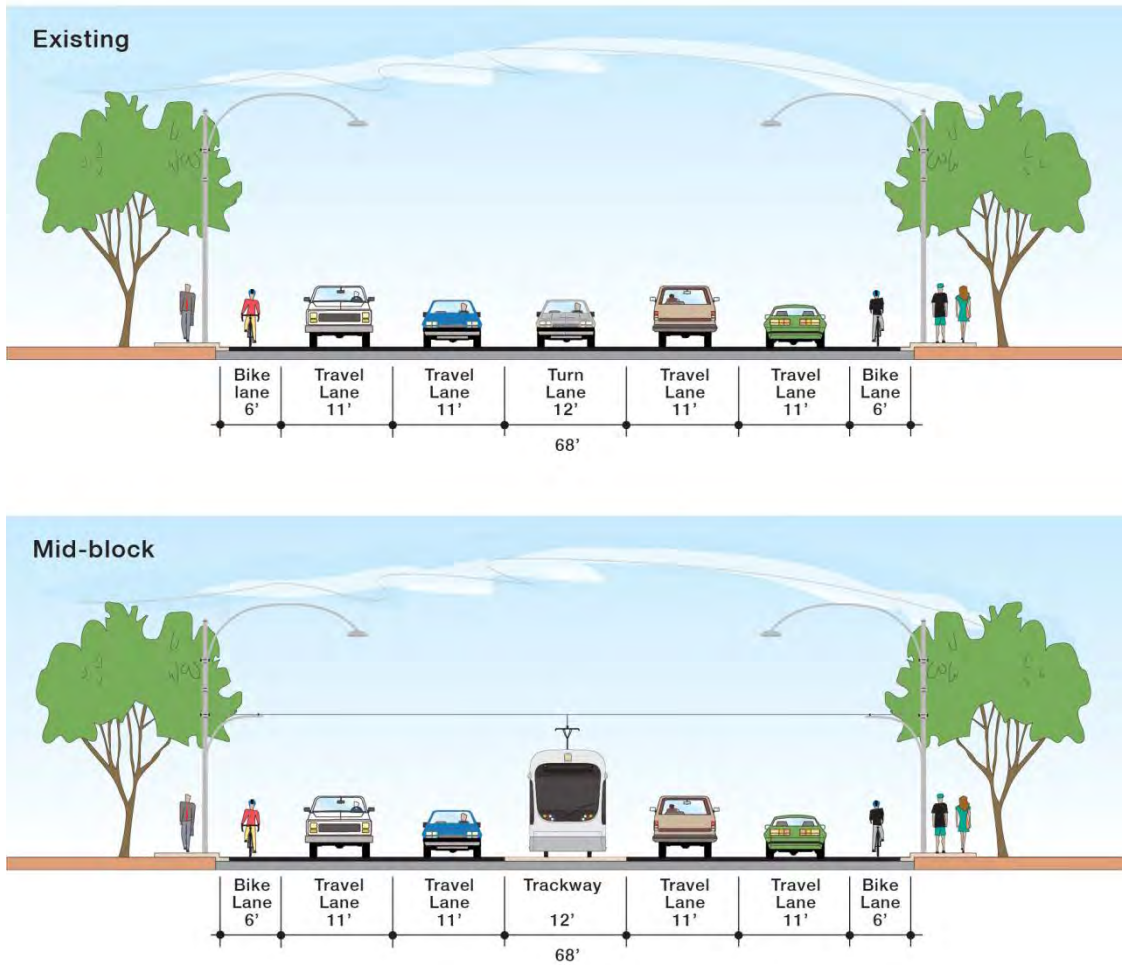 Existing
Bike lane 6'
Travel Lane 11'
Travel Lane 11'
Turn Lane 12'
Travel Lane 11'
Travel Lane 11'
Bike Lane 6'
68'
Mid-block
Bike Lane 6'
Travel Lane 11'
Travel Lane 11'
Trackway 12'
Travel Lane 11'
Travel Lane 11'
Bike Lane 6'
68'